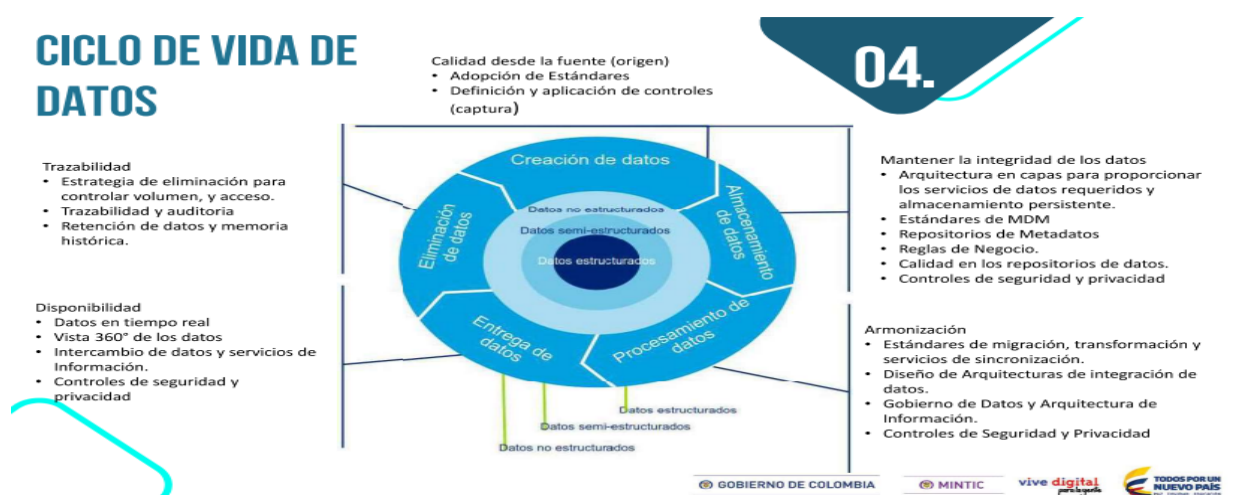 CICLO DE VIDA DE
DATOS
04.
Calidad desde la fuente (origen)
• Adopción de Estándares
• Definición y aplicación de controles
(captura)
Trazabilidad
• Estrategia de eliminación para
controlar volumen, y acceso.
• Trazabilidad y auditoria
• Retención de datos y memoria
histórica.
Disponibilidad
• Datos en tiempo real
• Vista 360° de los datos
• Intercambio de datos y servicios de
Información.
• Controles de seguridad y
privacidad
Creación de datos
Almacenamiento
de datos
Procesamiento de
datos
Entrega de
datos
Eliminación
de datos
Datos no estructurados
Datos semi-estructurados
Datos estructurados
Datos estructurados
Datos semi-estructurados
Datos no estructurados
Mantener la integridad de los datos
• Arquitectura en capas para proporcionar
los servicios de datos requeridos y
almacenamiento persistente.
• Estándares de MDM
• Repositorios de Metadatos
• Reglas de Negocio.
• Calidad en los repositorios de datos.
• Controles de seguridad y privacidad
Armonización
• Estándares de migración, transformación y
servicios de sincronización.
• Diseño de Arquitecturas de integración de
datos.
• Gobierno de Datos y Arquitectura de
Información.
• Controles de Seguridad y Privacidad
GOBIERNO DE COLOMBIA
MINTIC
vive digital
para la gente
TODOS POR UN
NUEVO PAÍS
PAZ EQUIDAD EDUCACIÓN